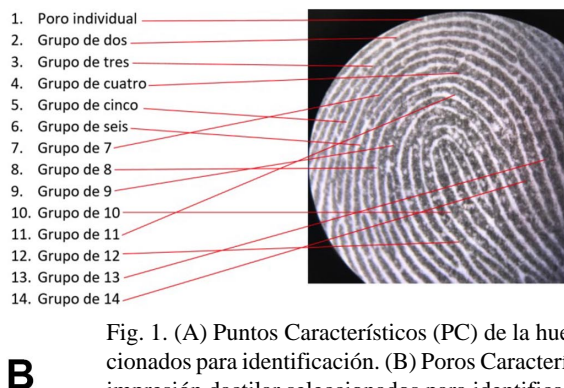 1. Poro individual
2. Grupo de dos
3. Grupo de tres
4. Grupo de cuatro
5. Grupo de cinco
6. Grupo de seis
7. Grupo de 7
8. Grupo de 8
9. Grupo de 9
10. Grupo de 10
11. Grupo de 11
12. Grupo de 12
13. Grupo de 13
14. Grupo de 14
B
Fig. 1. (A) Puntos Característicos (PC) de la hue
cionados para identificación. (B) Poros Caracterí